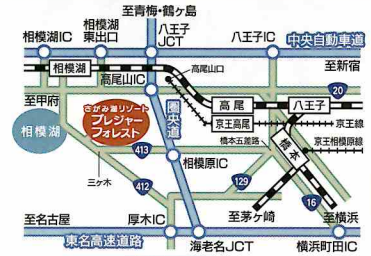 至青梅・鶴ヶ島
相模湖IC
相模湖
東出口
八王子
JCT
八王子IC
中央自動車道
相模湖
高尾山口
至新宿
高尾山IC
20
至甲府
高尾
八王子
さがみ湖リゾート
プレジャー
フォレスト
圏央道
京王高尾
京王線
相模湖
橋本五差路
橋本
京王相模原線
413
相模原IC
三ヶ木
412
129
16
至名古屋
厚木IC
至茅ヶ崎
至横浜
東名高速道路
海老名JCT
横浜町田IC